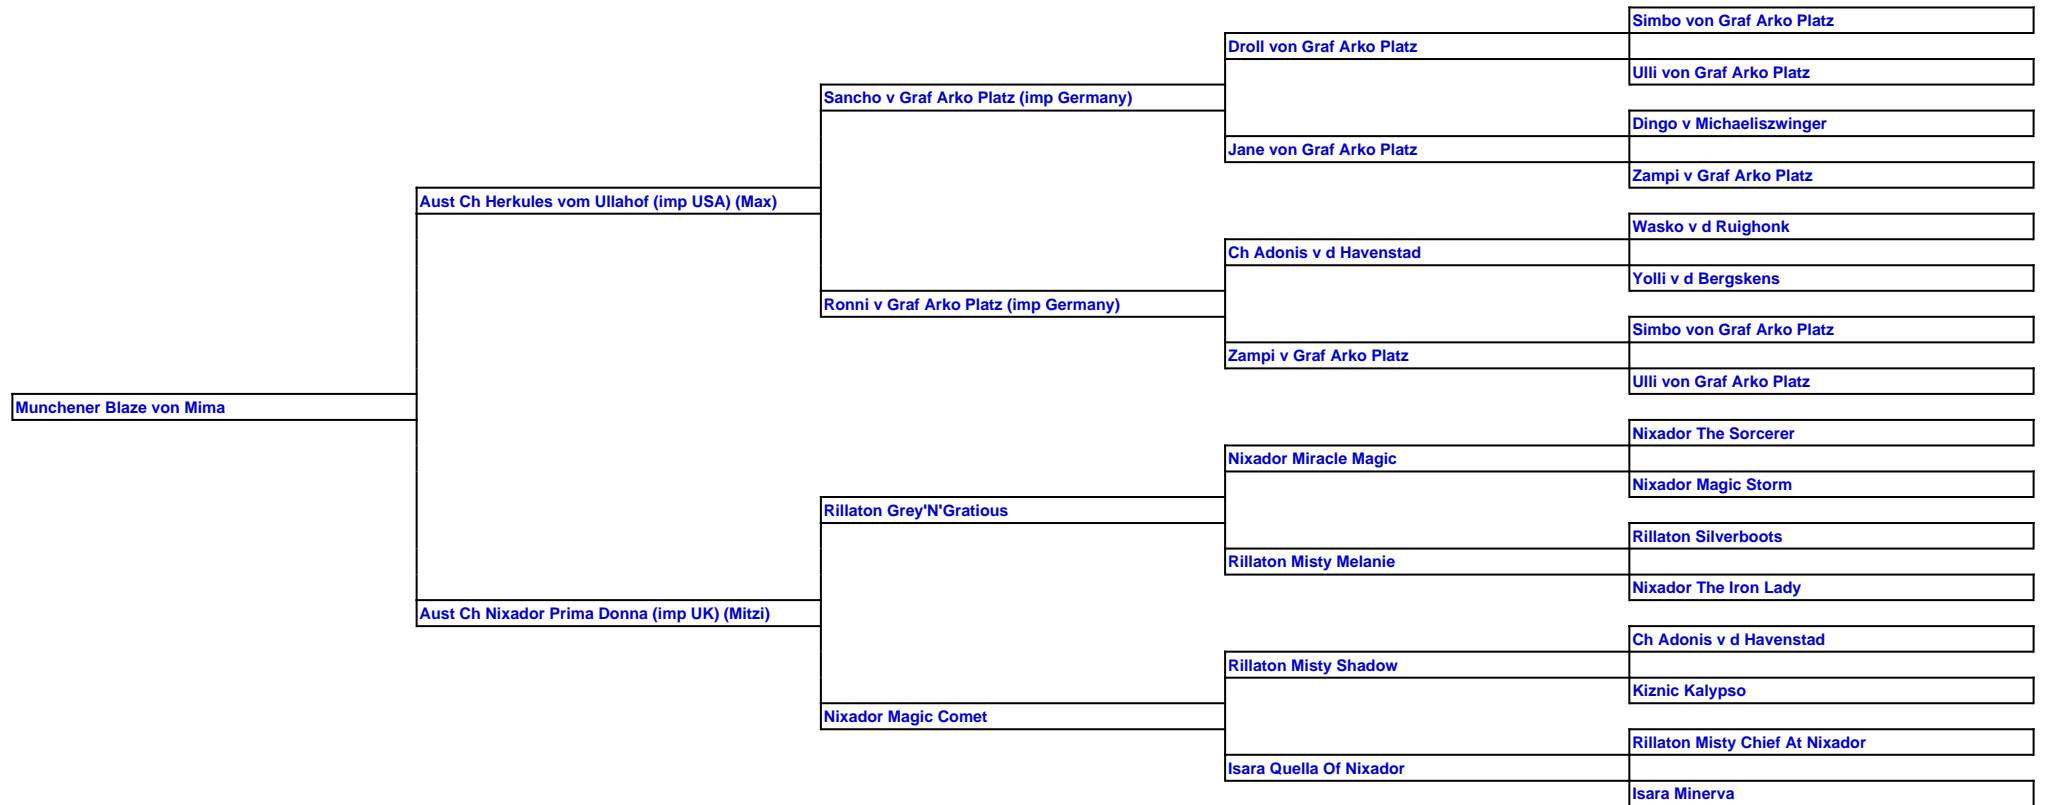 Simbo von Graf Arko Platz
Droll von Graf Arko Platz
Ulli von Graf Arko Platz
Sancho v Graf Arko Platz (imp Germany)
Dingo v Michaeliszwinger
Jane von Graf Arko Platz
Zampi v Graf Arko Platz
Aust Ch Herkules vom Ullahof (imp USA) (Max)
Wasko v d Ruighonk
Ch Adonis v d Havenstad
Yolli v d Bergskens
Ronni v Graf Arko Platz (imp Germany)
Simbo von Graf Arko Platz
Zampi v Graf Arko Platz
Ulli von Graf Arko Platz
Munchener Blaze von Mima
Nixador The Sorcerer
Nixador Miracle Magic
Nixador Magic Storm
Rillaton Grey'N'Gratious
Rillaton Silverboots
Rillaton Misty Melanie
Nixador The Iron Lady
Aust Ch Nixador Prima Donna (imp UK) (Mitzi)
Ch Adonis v d Havenstad
Rillaton Misty Shadow
Kiznic Kalypso
Nixador Magic Comet
Rillaton Misty Chief At Nixador
Isara Quella Of Nixador
Isara Minerva